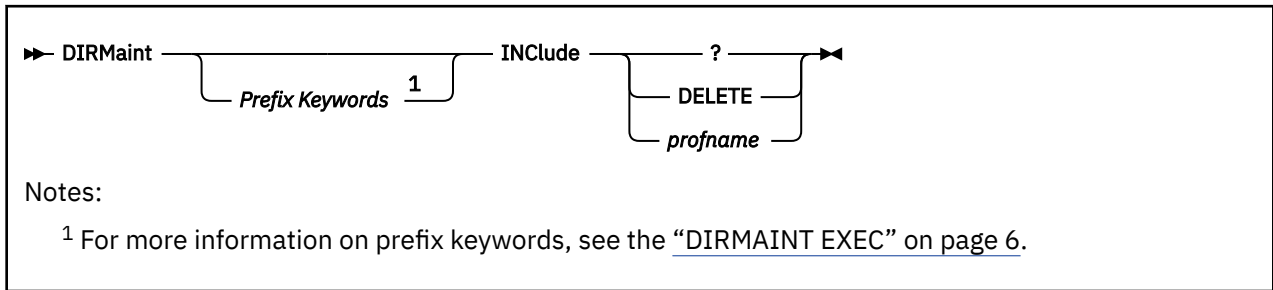 DIRMaint INClude ?
Prefix Keywords 1 DELETE
profname
Notes:
1 For more information on prefix keywords, see the “DIRMAINT EXEC” on page 6.